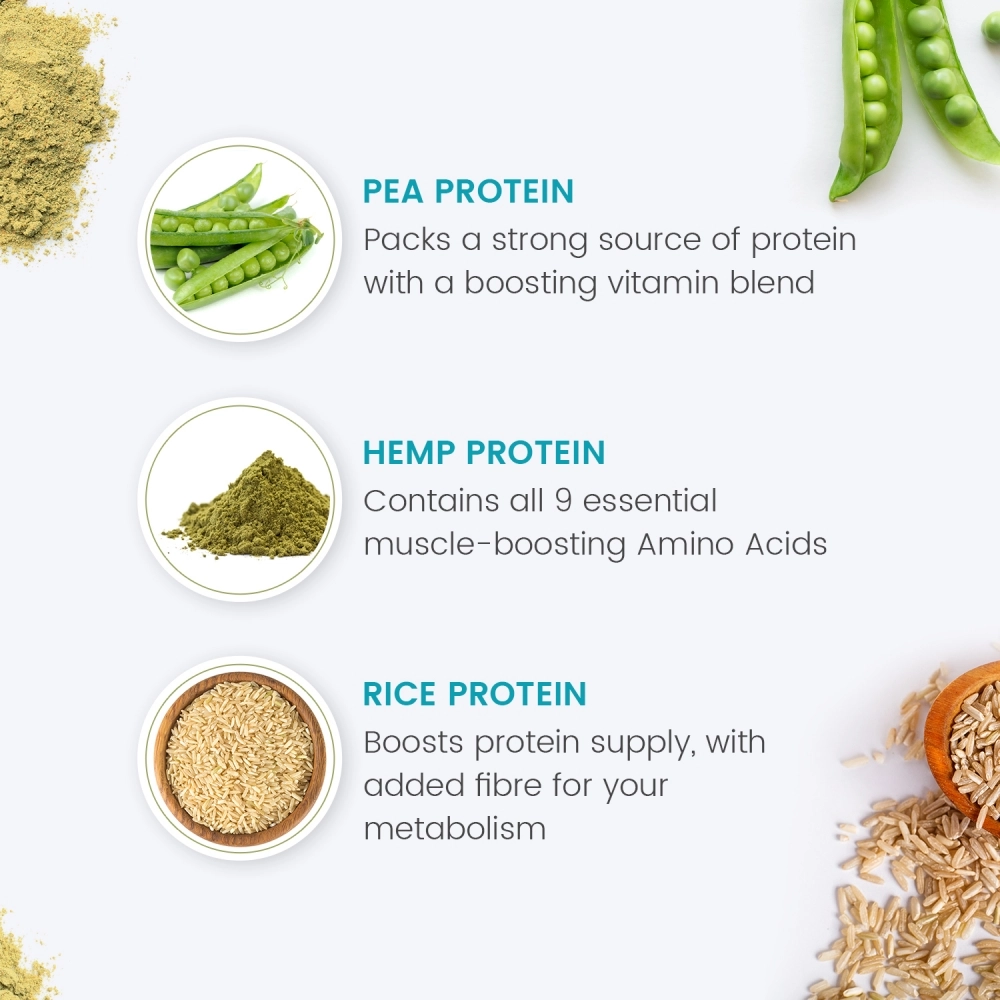 PEA PROTEIN
Packs a strong source of protein
with a boosting vitamin blend
HEMP PROTEIN
Contains all 9 essential
muscle-boosting Amino Acids
RICE PROTEIN
Boosts protein supply, with
added fibre for your
metabolism